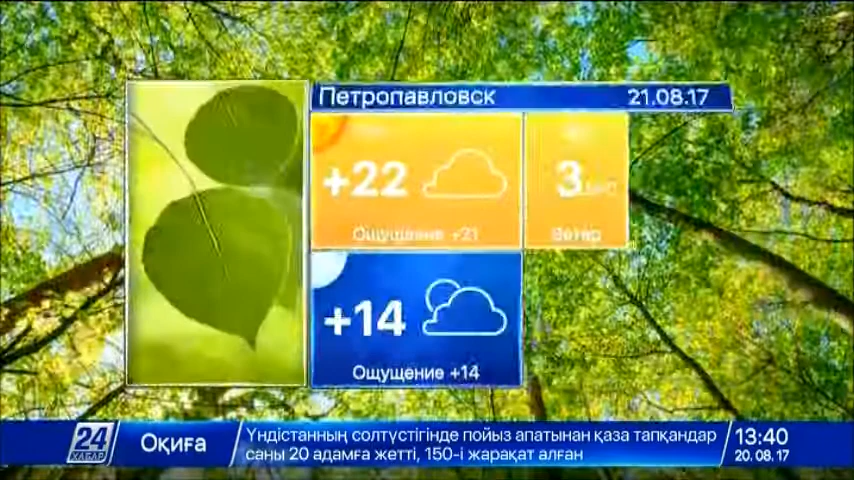 Петропавловск 21.08.17
+22 3 м/с
Ощущение +21 Ветер
+14
Ощущение +14
24 ХАБАР Оқиға Үндістанның солтүстігінде пойыз апатынан қаза тапқандар 13:40
саны 20 адамға жетті, 150-і жарақат алған 20.08.17